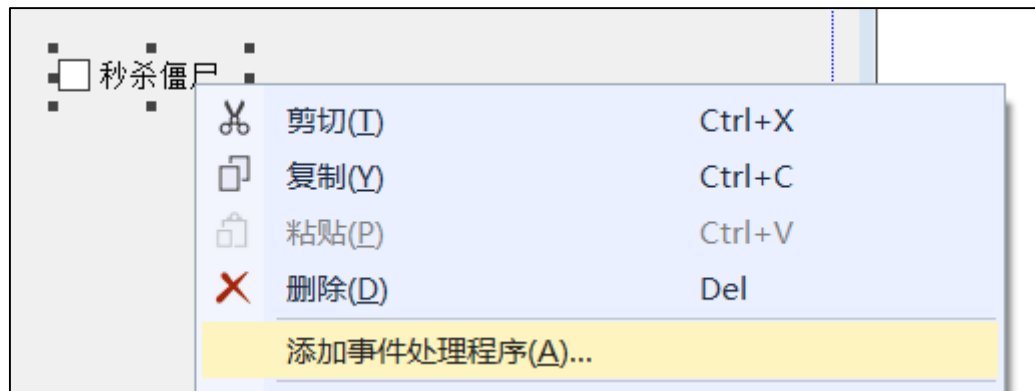 秒杀僵尸
剪切(T) Ctrl+X
复制(Y) Ctrl+C
粘贴(P) Ctrl+V
删除(D) Del
添加事件处理程序(A)...